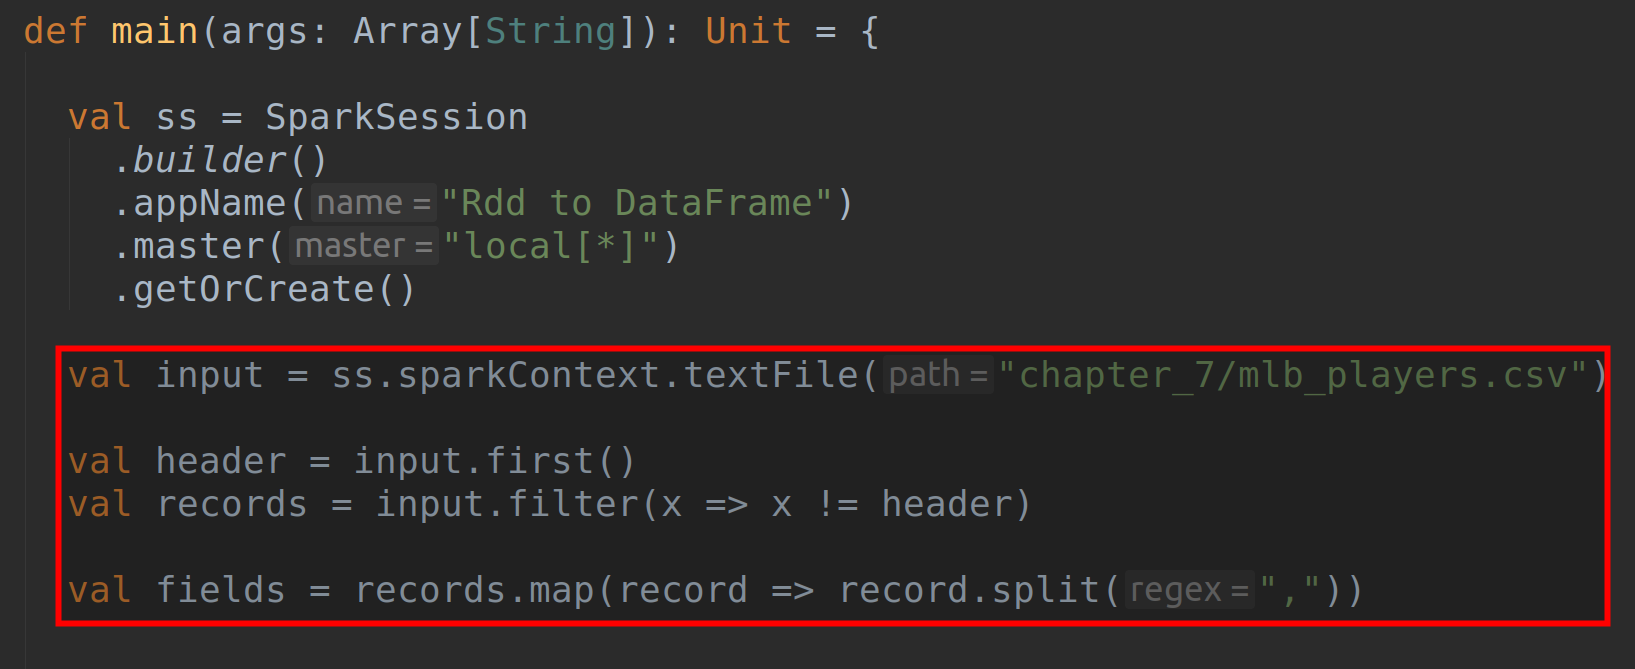 def main(args: Array[String]): Unit = {
val ss = SparkSession
.builder()
.appName( name = "Rdd to DataFrame")
.master( master = "local[*]")
.getOrCreate()
val input = ss.sparkContext.textFile( path = "chapter_7/mlb_players.csv")
val header = input.first()
val records = input.filter(x => x != header)
val fields = records.map(record => record.split( regex = ","))